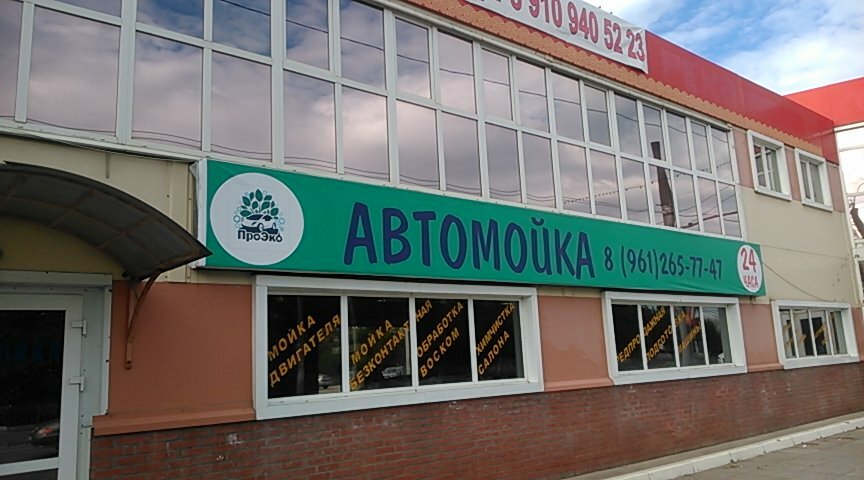 8 910 940 52 23
ПроЭко
АВТОМОЙКА 8 (961)265-77-47
24
ЧАСА
МОЙКА
ДВИГАТЕЛЯ
МОЙКА
БЕЗКОНТАКТНАЯ
ОБРАБОТКА
ВОСКОМ
ХИМЧИСТКА
САЛОНА